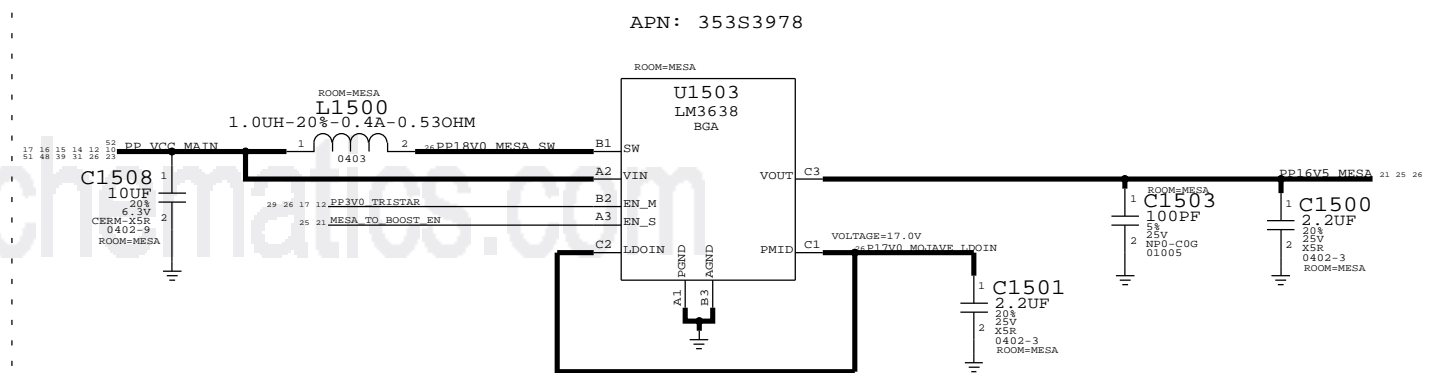 APN: 353S3978
ROOM=MESA
U1503
LM3638
BGA
ROOM=MESA
L1500
1.0UH-20%-0.4A-0.53OHM
1 2
0403
52
17 16 15 14 12 10
51 48 39 31 26 23
PP_VCC_MAIN
26 PP18V0_MESA_SW
B1 SW
A2 VIN
B2 EN_M
A3 EN_S
C2 LDOIN
VOUT C3
PMID C1
PGND
AGND
A1
B3
C1508
10UF
20%
6.3V
CERM-X5R
0402-9
ROOM=MESA
1
2
29 26 17 12 PP3V0_TRISTAR
25 21 MESA_TO_BOOST_EN
VOLTAGE=17.0V
26 P17V0_MOJAVE_LDOIN
PP16V5_MESA 21 25 26
ROOM=MESA
1 C1503
100PF
5%
25V
2 NP0-C0G
01005
1 C1500
2.2UF
20%
25V
2 X5R
0402-3
ROOM=MESA
1 C1501
2.2UF
20%
25V
2 X5R
0402-3
ROOM=MESA
chematics.com